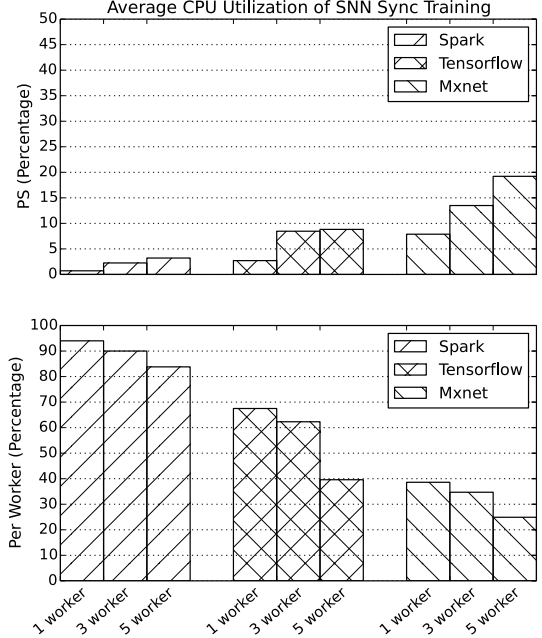 Average CPU Utilization of SNN Sync Training
PS (Percentage)
50
45
40
35
30
25
20
15
10
5
0
Spark
Tensorflow
Mxnet
Per Worker (Percentage)
100
90
80
70
60
50
40
30
20
10
0
Spark
Tensorflow
Mxnet
1 worker
3 worker
5 worker
1 worker
3 worker
5 worker
1 worker
3 worker
5 worker